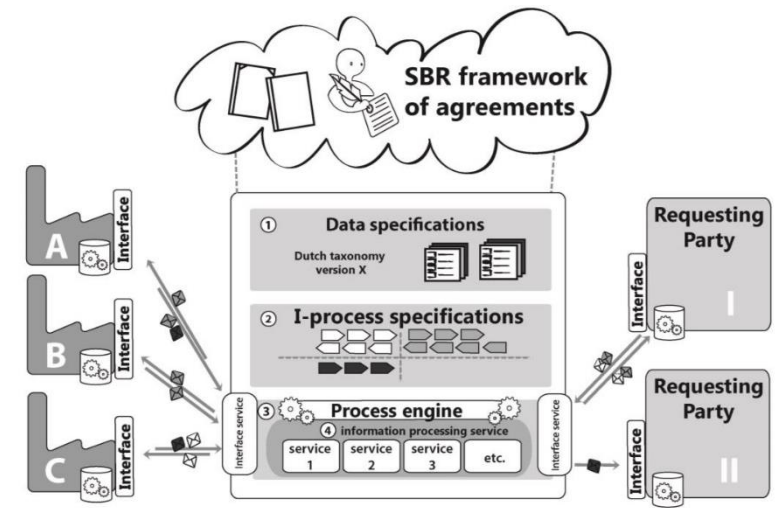 SBR framework
of agreements
A
Interface
B
Interface
C
Interface
1
Data specifications
Dutch taxonomy
version X
2
I-process specifications
Interface service
3
Process engine
4
information processing service
service
1
service
2
service
3
etc.
Interface service
Requesting
Party
I
Interface
Requesting
Party
II
Interface